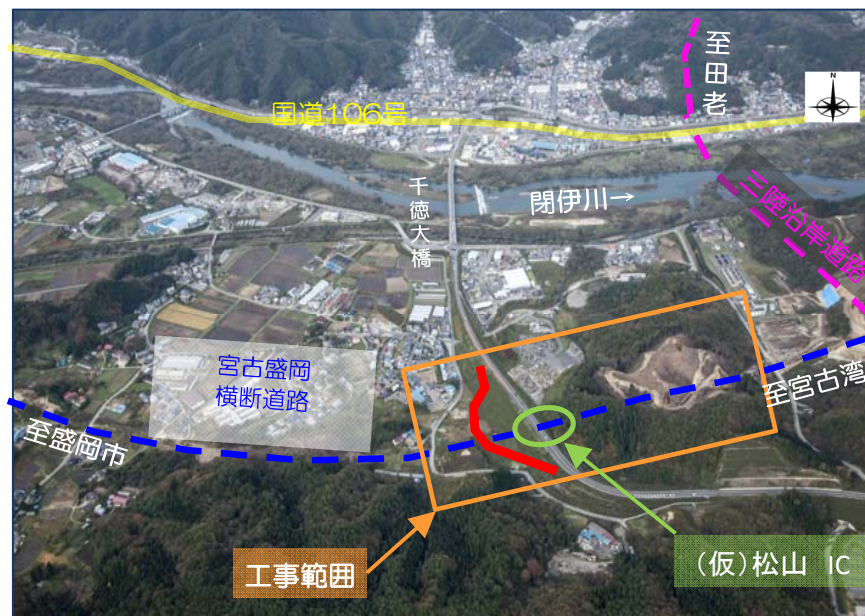 至田老
N
国道106号
三陸沿岸道路
千徳大橋
閉伊川→
宮古盛岡
横断道路
至宮古湾
至盛岡市
工事範囲
(仮)松山 IC